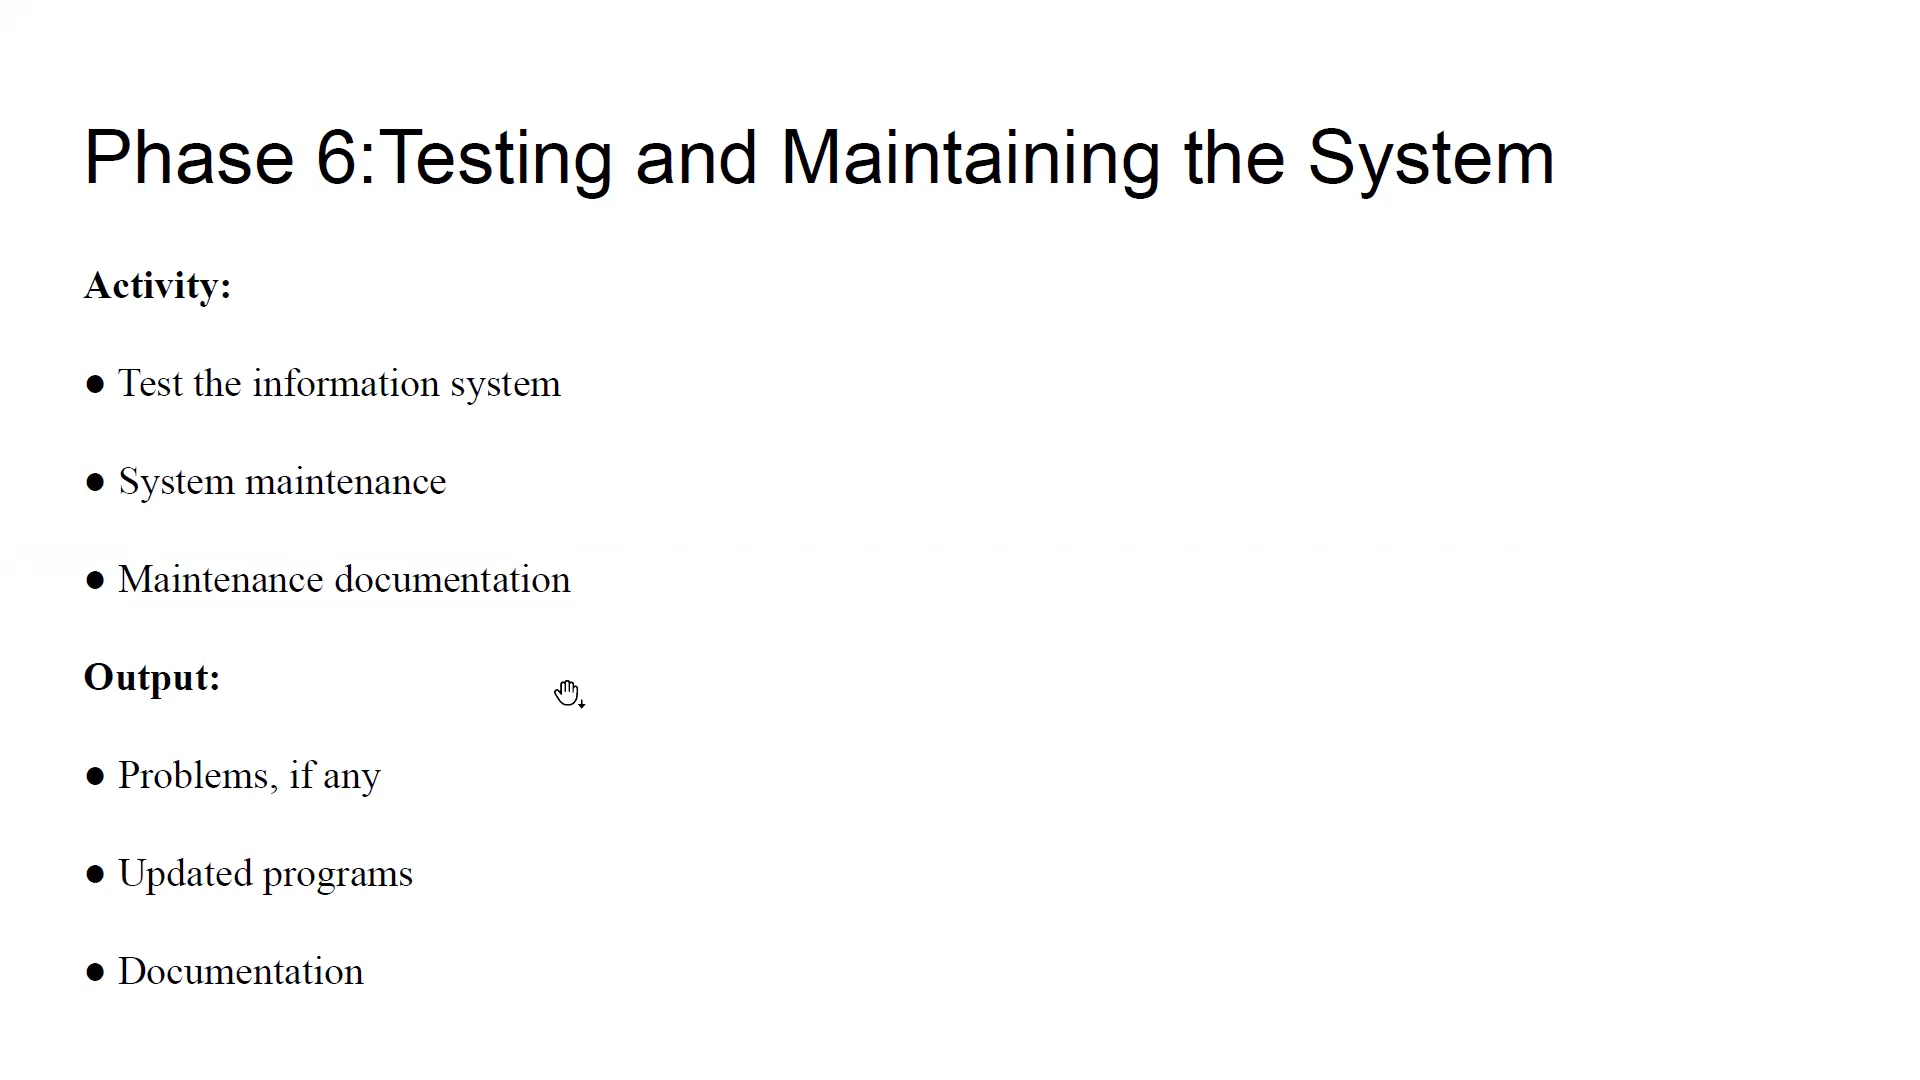 Phase 6:Testing and Maintaining the System
Activity:
● Test the information system
● System maintenance
● Maintenance documentation
Output:
● Problems, if any
● Updated programs
● Documentation